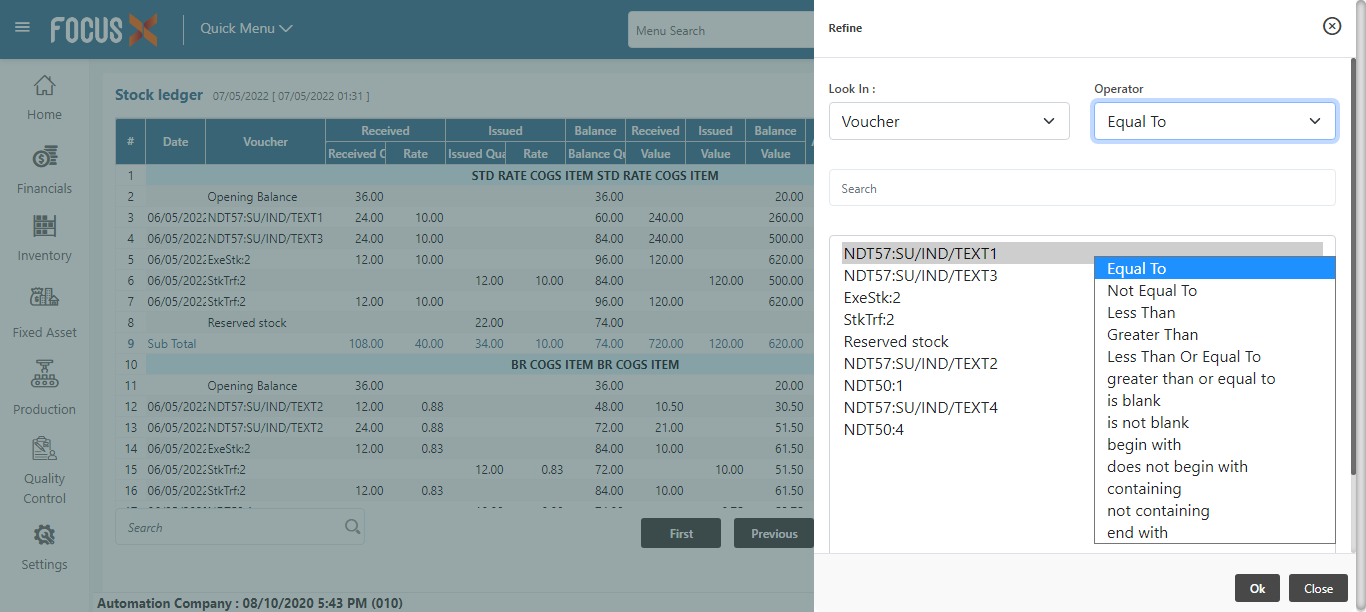 FOCUS X
Quick Menu
Menu Search
Home
Financials
Inventory
Fixed Asset
Production
Quality
Control
Settings
Stock ledger 07/05/2022 [ 07/05/2022 01:31 ]
# Date Voucher Received Issued Balance Received Issued Balance
Received Rate Issued Qua Rate Balance Qu Value Value Value
1 STD RATE COGS ITEM STD RATE COGS ITEM
2 Opening Balance 36.00 36.00 20.00
3 06/05/2022 NDT57:SU/IND/TEXT1 24.00 10.00 60.00 240.00 260.00
4 06/05/2022 NDT57:SU/IND/TEXT3 24.00 10.00 84.00 240.00 500.00
5 06/05/2022 ExeStk:2 12.00 10.00 96.00 120.00 620.00
6 06/05/2022 StkTrf:2 12.00 10.00 84.00 120.00 500.00
7 06/05/2022 StkTrf:2 12.00 10.00 96.00 120.00 620.00
8 Reserved stock 22.00 74.00
9 Sub Total 108.00 40.00 34.00 10.00 74.00 720.00 120.00 620.00
10 BR COGS ITEM BR COGS ITEM
11 Opening Balance 36.00 36.00 20.00
12 06/05/2022 NDT57:SU/IND/TEXT2 12.00 0.88 48.00 10.50 30.50
13 06/05/2022 NDT57:SU/IND/TEXT2 24.00 0.88 72.00 21.00 51.50
14 06/05/2022 ExeStk:2 12.00 0.83 84.00 10.00 61.50
15 06/05/2022 StkTrf:2 12.00 0.83 72.00 10.00 51.50
16 06/05/2022 StkTrf:2 12.00 0.83 84.00 10.00 61.50
Search
First
Previous
Automation Company : 08/10/2020 5:43 PM (010)
Refine
Look In : Operator
Voucher Equal To
Search
NDT57:SU/IND/TEXT1
NDT57:SU/IND/TEXT3
ExeStk:2
StkTrf:2
Reserved stock
NDT57:SU/IND/TEXT2
NDT50:1
NDT57:SU/IND/TEXT4
NDT50:4
Equal To
Not Equal To
Less Than
Greater Than
Less Than Or Equal To
greater than or equal to
is blank
is not blank
begin with
does not begin with
containing
not containing
end with
Ok
Close